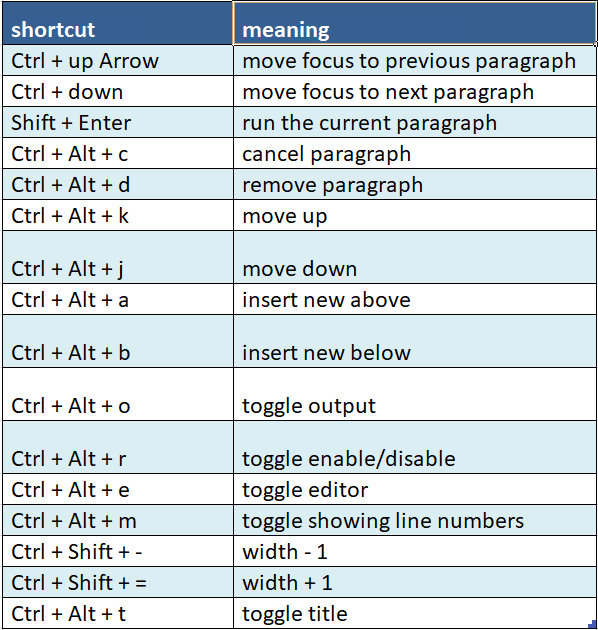 shortcut meaning
Ctrl + up Arrow move focus to previous paragraph
Ctrl + down move focus to next paragraph
Shift + Enter run the current paragraph
Ctrl + Alt + c cancel paragraph
Ctrl + Alt + d remove paragraph
Ctrl + Alt + k move up
Ctrl + Alt + j move down
Ctrl + Alt + a insert new above
Ctrl + Alt + b insert new below
Ctrl + Alt + o toggle output
Ctrl + Alt + r toggle enable/disable
Ctrl + Alt + e toggle editor
Ctrl + Alt + m toggle showing line numbers
Ctrl + Shift + - width - 1
Ctrl + Shift + = width + 1
Ctrl + Alt + t toggle title